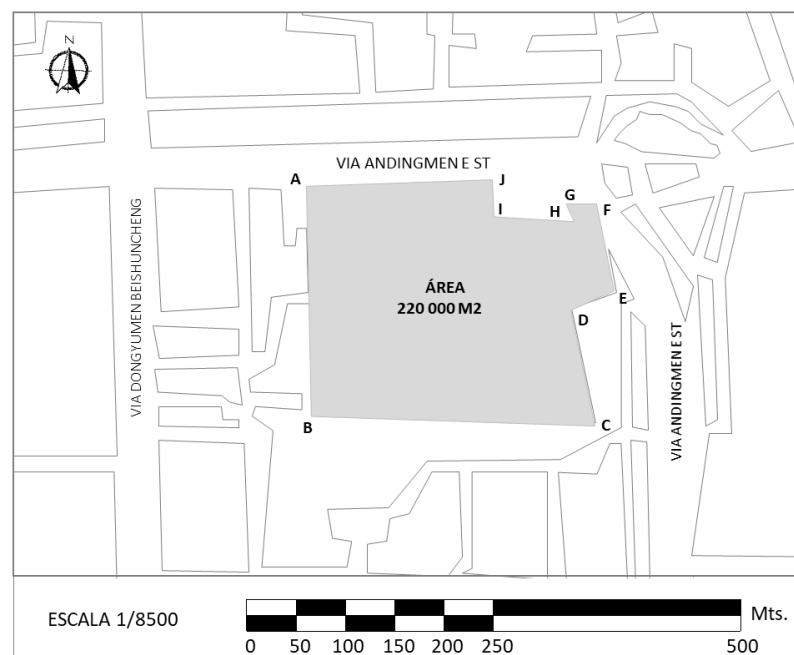 N
VIA ANDINGMEN E ST
A
J
G
I
H
F
VIA DONGYUMEN BEISHUNCHENG
ÁREA
220 000 M2
E
D
VIA ANDINGMEN E ST
B
C
ESCALA 1/8500
Mts.
0 50 100 150 200 250 500